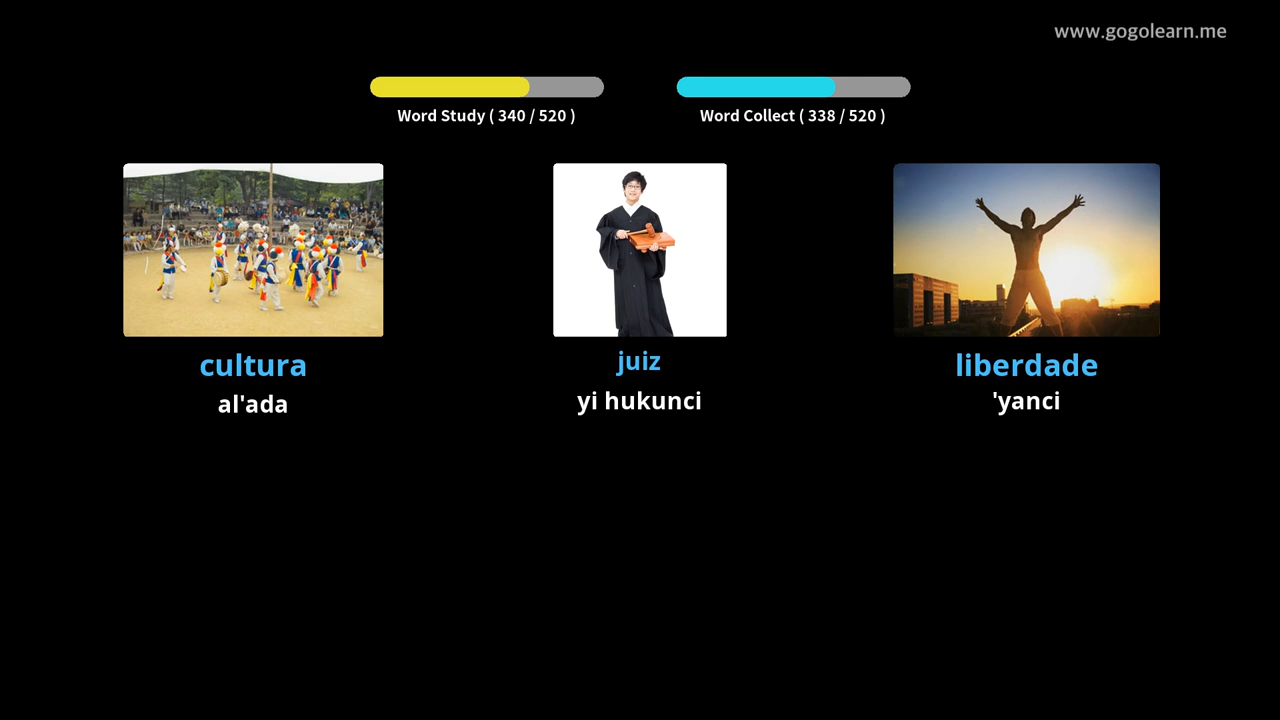 www.gogolearn.me
Word Study ( 340 / 520 )
Word Collect ( 338 / 520 )
cultura
al'ada
juiz
yi hukunci
liberdade
'yanci